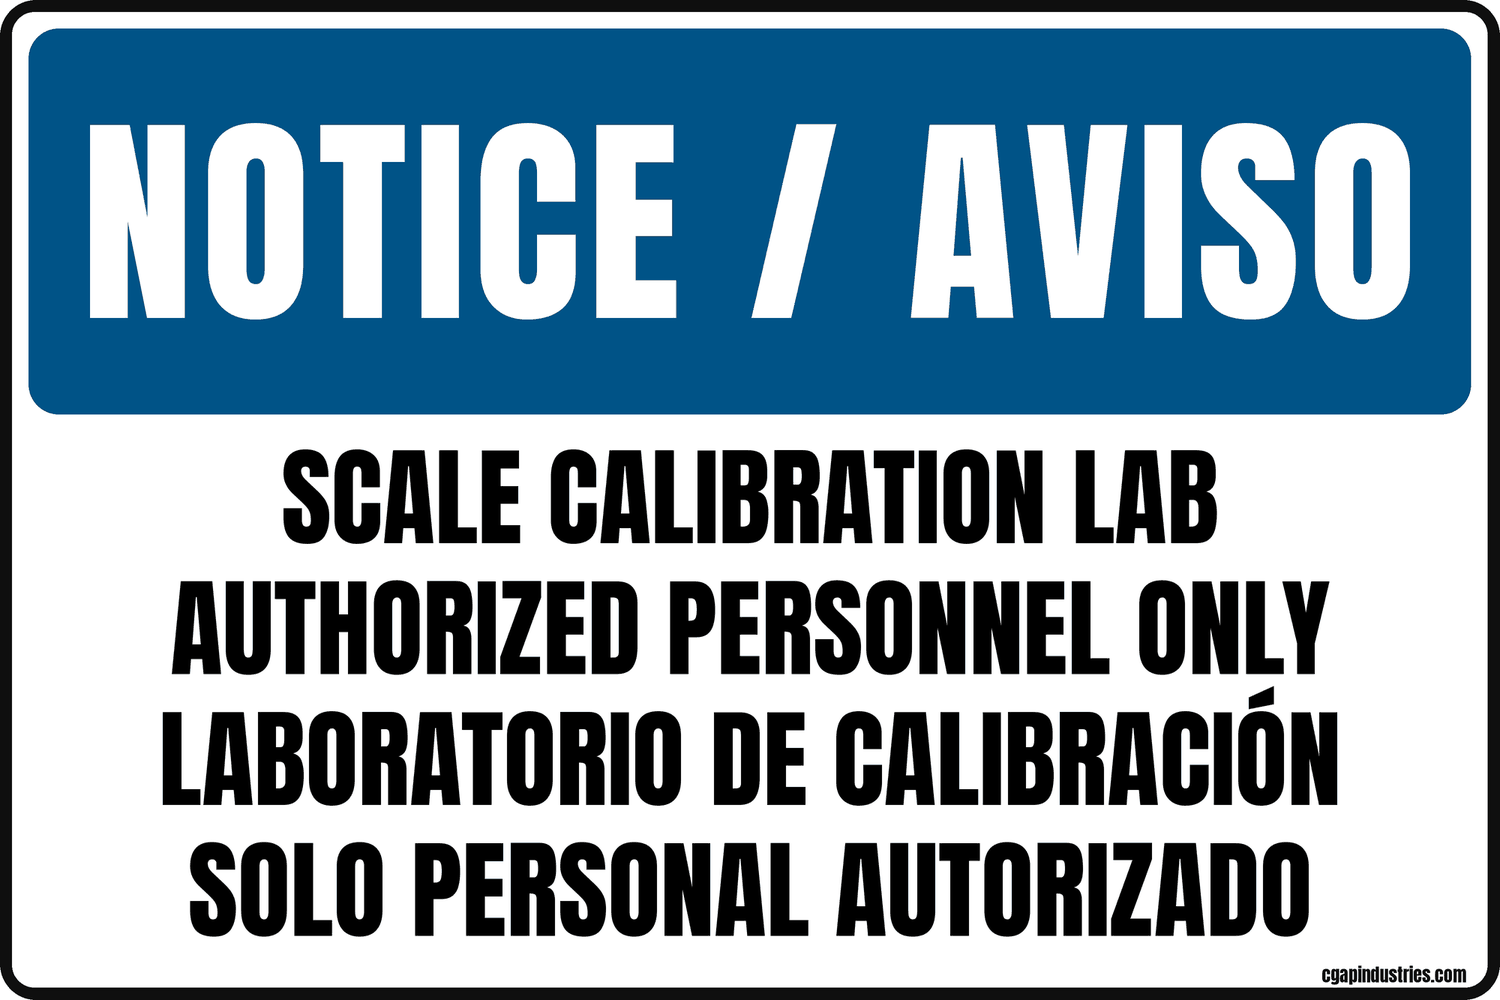 NOTICE / AVISO
SCALE CALIBRATION LAB
AUTHORIZED PERSONNEL ONLY
LABORATORIO DE CALIBRACIÓN
SOLO PERSONAL AUTORIZADO
cgapindustries.com